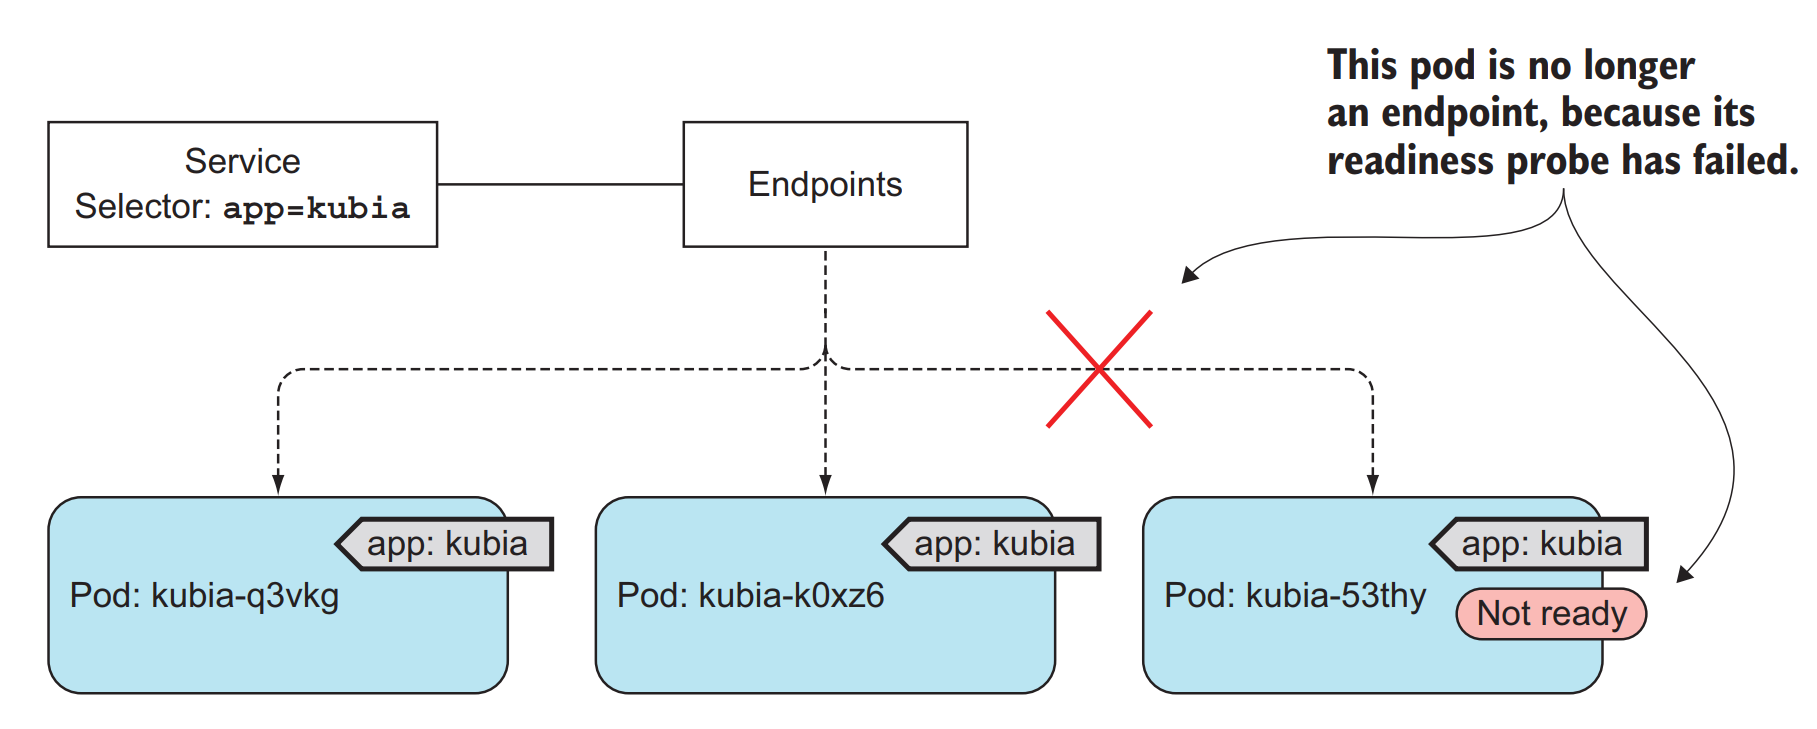 This pod is no longer
an endpoint, because its
readiness probe has failed.
Service
Selector: app=kubia
Endpoints
app: kubia
Pod: kubia-q3vkg
app: kubia
Pod: kubia-k0xz6
app: kubia
Pod: kubia-53thy
Not ready